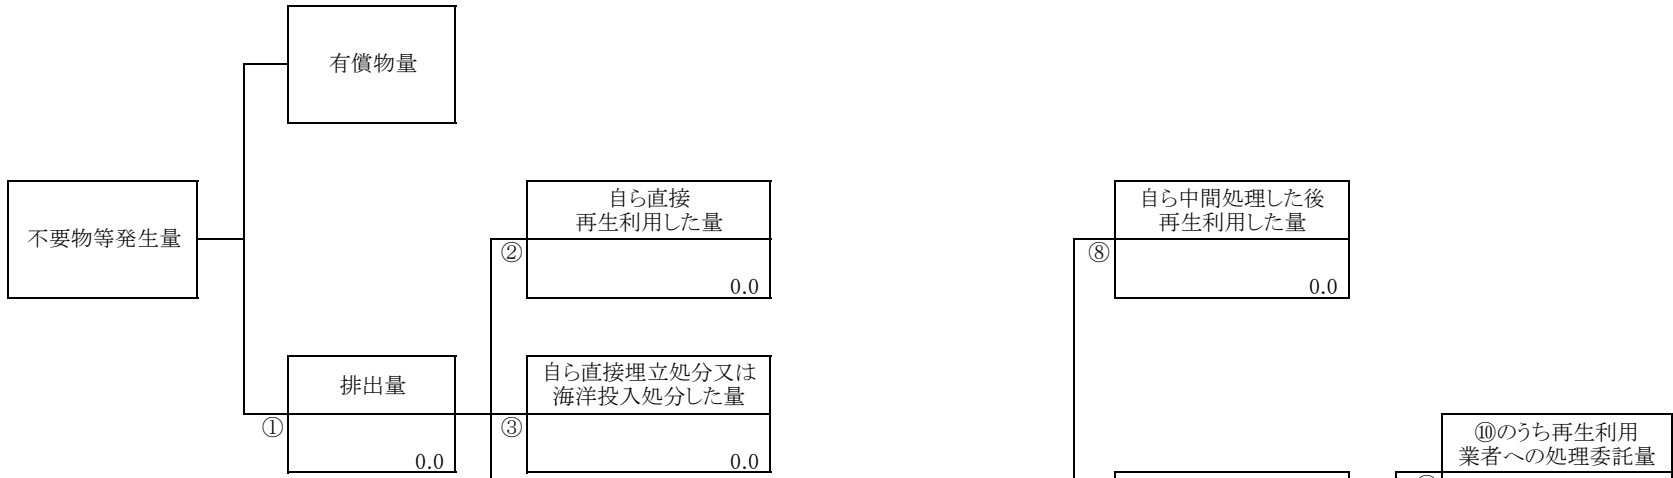 有償物量
不要物等発生量
自ら直接
再生利用した量
②
0.0
自ら中間処理した後
再生利用した量
⑧
0.0
排出量
①
0.0
自ら直接埋立処分又は
海洋投入処分した量
③
0.0
⑩のうち再生利用
業者への処理委託量